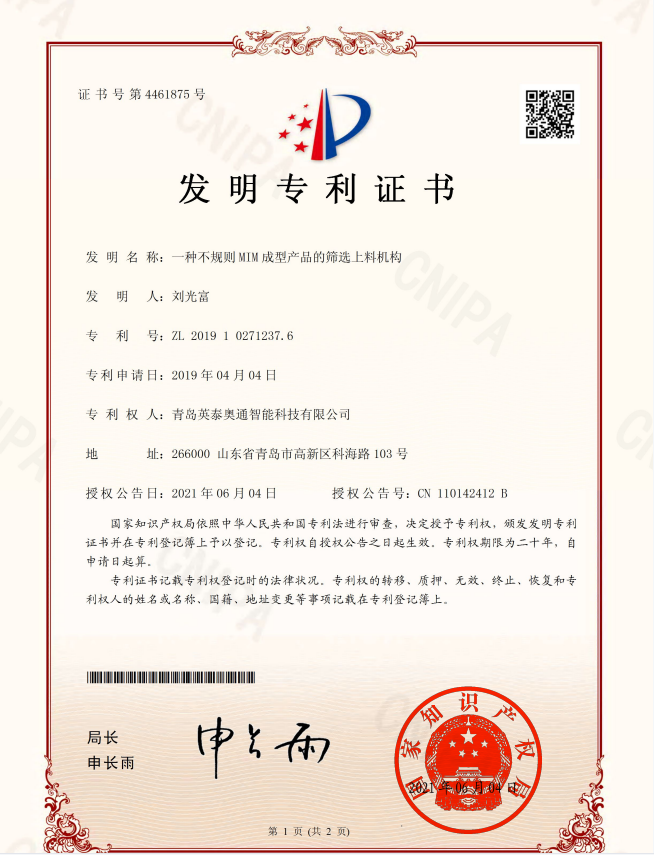 证书号第4461875号
发明专利证书
发明名称：一种不规则MIM成型产品的筛选上料机构
发明人：刘光富
专利号：ZL 2019 1 0271237.6
专利申请日：2019年04月04日
专利权人：青岛英泰奥通智能科技有限公司
地址：266000 山东省青岛市高新区科海路103号
授权公告日：2021年06月04日 授权公告号：CN 110142412 B
国家知识产权局依照中华人民共和国专利法进行审查，决定授予专利权，颁发发明专利
证书并在专利登记簿上予以登记。专利权自授权公告之日起生效。专利权期限为二十年，自
申请日起算。
专利证书记载专利权登记时的法律状况。专利权的转移、质押、无效、终止、恢复和专
利权人的姓名或名称、国籍、地址变更等事项记载在专利登记簿上。
局长
申长雨
申长雨
国家知识产权局
2021年06月04日
第 1 页 (共 2 页)
CNIPA
CNIPA
CNIPA
CNIPA